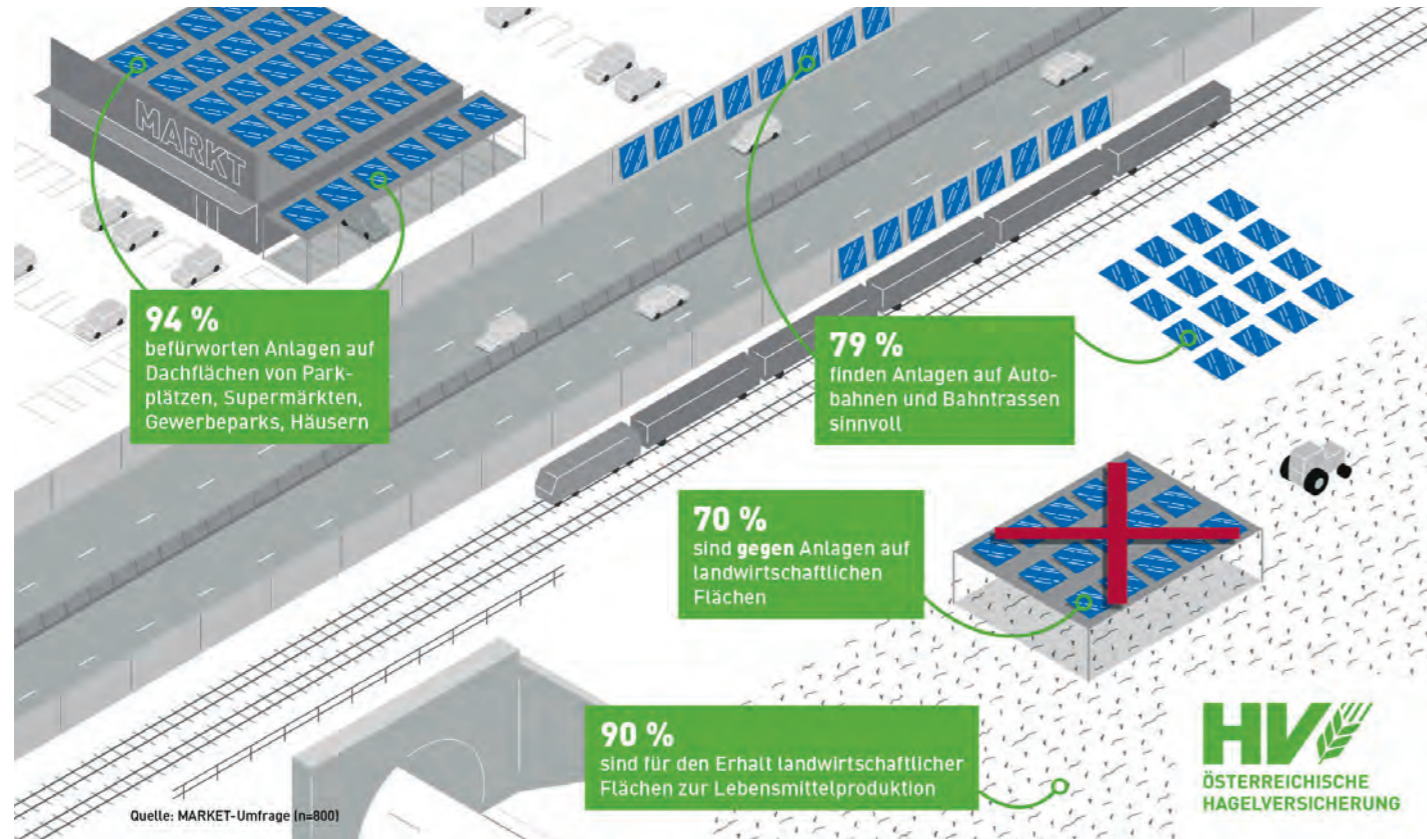 MARKT
94 %
befürworten Anlagen auf
Dachflächen von Park-
plätzen, Supermärkten,
Gewerbeparks, Häusern
79 %
finden Anlagen auf Auto-
bahnen und Bahntrassen
sinnvoll
70 %
sind gegen Anlagen auf
landwirtschaftlichen
Flächen
90 %
sind für den Erhalt landwirtschaftlicher
Flächen zur Lebensmittelproduktion
Quelle: MARKET-Umfrage (n=800)
HV
ÖSTERREICHISCHE
HAGELVERSICHERUNG